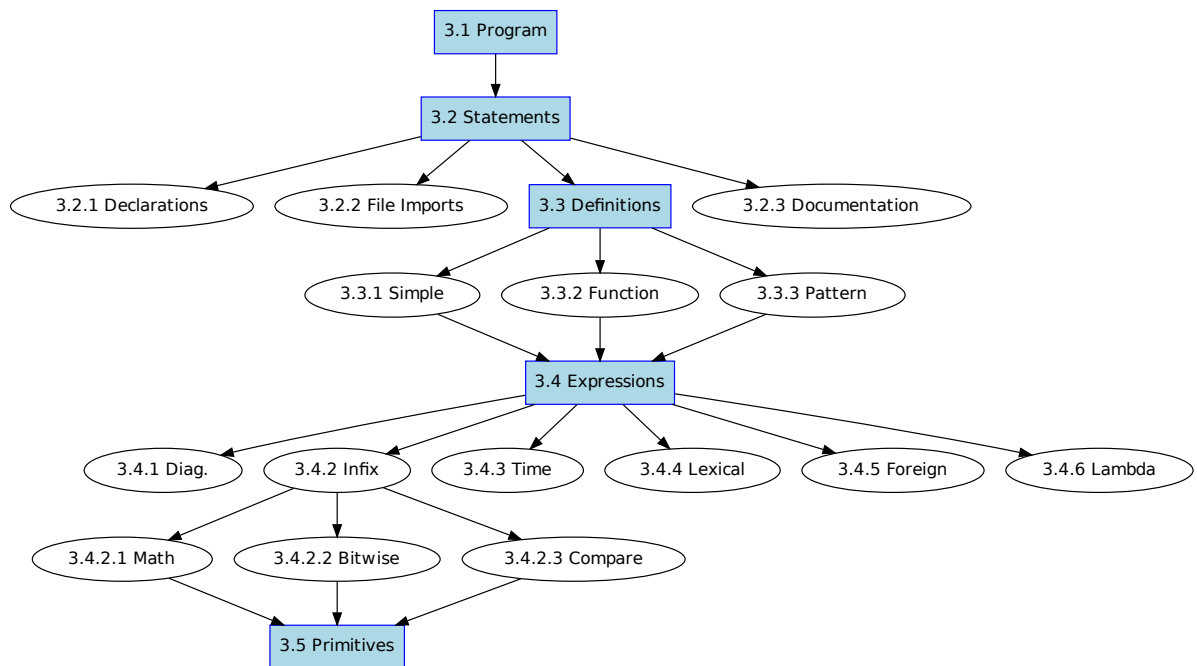 3.1 Program
3.2 Statements
3.2.1 Declarations
3.2.2 File Imports
3.3 Definitions
3.2.3 Documentation
3.3.1 Simple
3.3.2 Function
3.3.3 Pattern
3.4 Expressions
3.4.1 Diag.
3.4.2 Infix
3.4.3 Time
3.4.4 Lexical
3.4.5 Foreign
3.4.6 Lambda
3.4.2.1 Math
3.4.2.2 Bitwise
3.4.2.3 Compare
3.5 Primitives